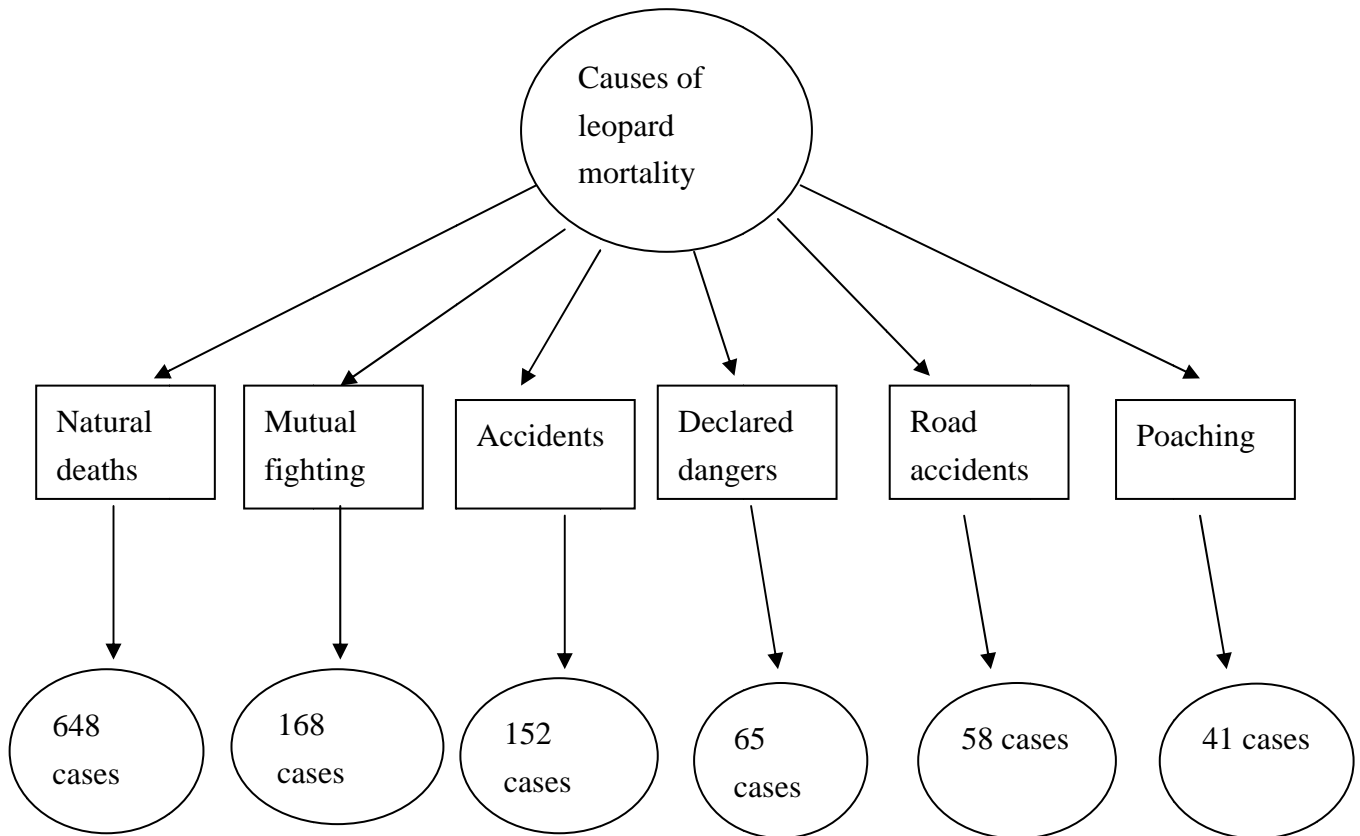 Causes of
leopard
mortality
Natural
deaths
Mutual
fighting
Accidents
Declared
dangers
Road
accidents
Poaching
648
cases
168
cases
152
cases
65
cases
58 cases
41 cases